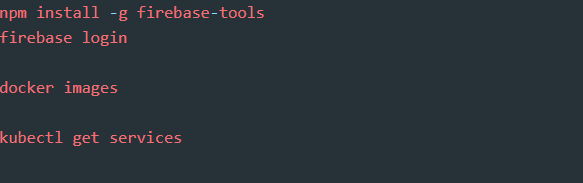 npm install -g firebase-tools
firebase login
docker images
kubectl get services